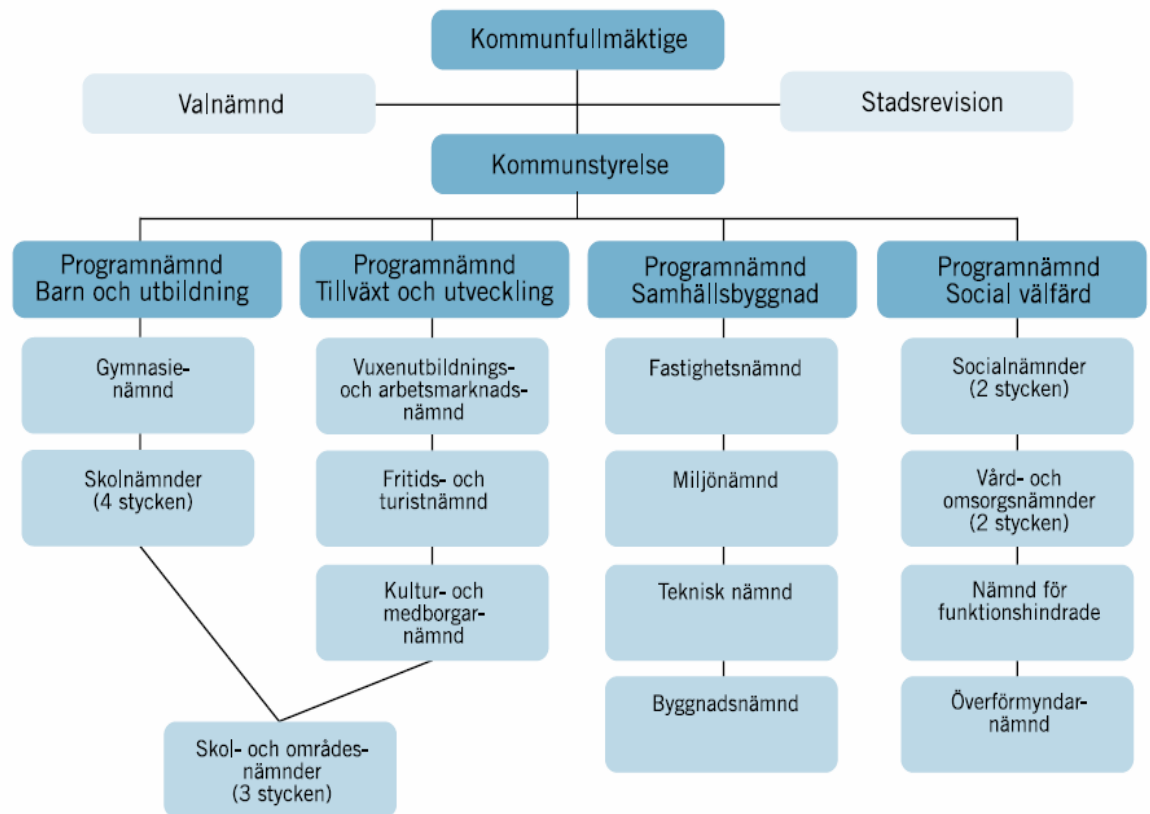 Kommunfullmäktige
Valnämnd
Stadsrevision
Kommunstyrelse
Programnämnd
Barn och utbildning
Programnämnd
Tillväxt och utveckling
Programnämnd
Samhällsbyggnad
Programnämnd
Social välfärd
Gymnasie-
nämnd
Vuxenutbildnings-
och arbetsmarknads-
nämnd
Fastighetsnämnd
Socialnämnder
(2 stycken)
Skolnämnder
(4 stycken)
Fritids- och
turistnämnd
Miljönämnd
Vård- och
omsorgsnämnder
(2 stycken)
Kultur- och
medborgar-
nämnd
Teknisk nämnd
Nämnd för
funktionshindrade
Skol- och områdes-
nämnder
(3 stycken)
Byggnadsnämnd
Överförmyndar-
nämnd